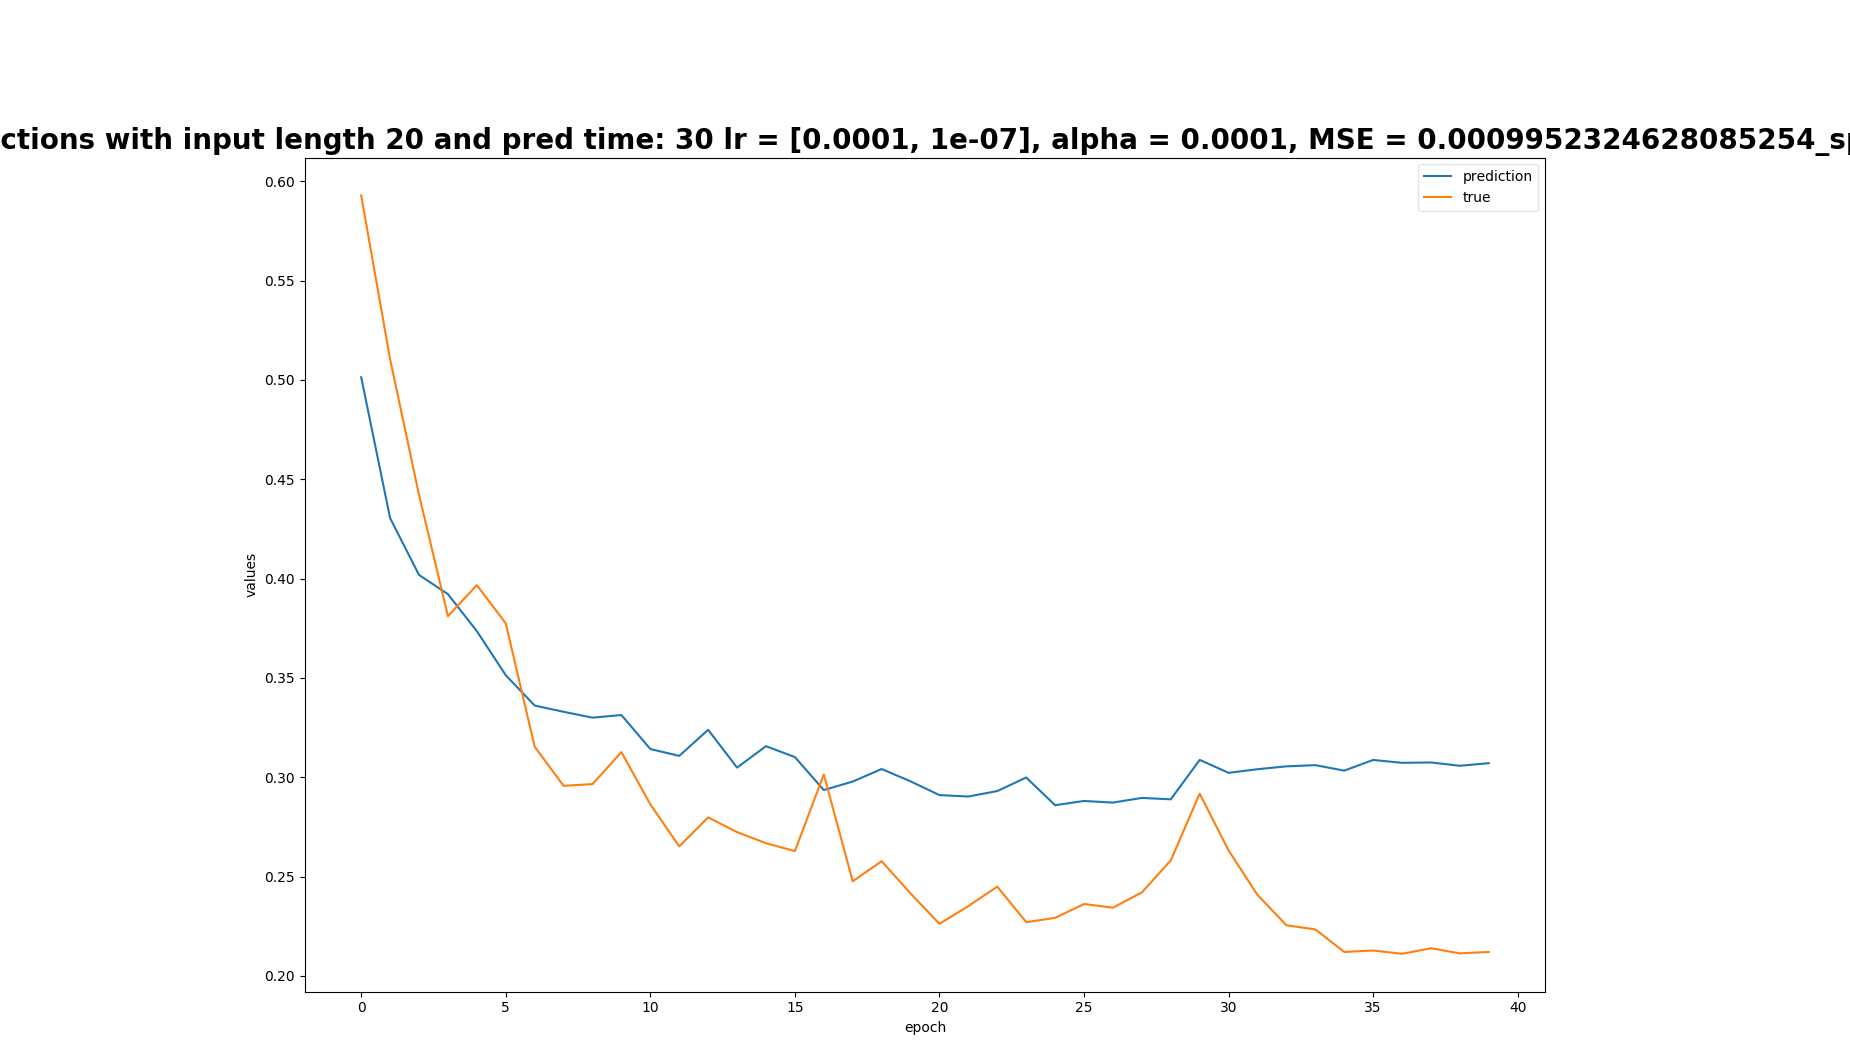 ctions with input length 20 and pred time: 30 lr = [0.0001, 1e-07], alpha = 0.0001, MSE = 0.0009952324628085254_sp
prediction
true
0.60
0.55
0.50
0.45
0.40
0.35
0.30
0.25
0.20
values
0 5 10 15 20 25 30 35 40
epoch